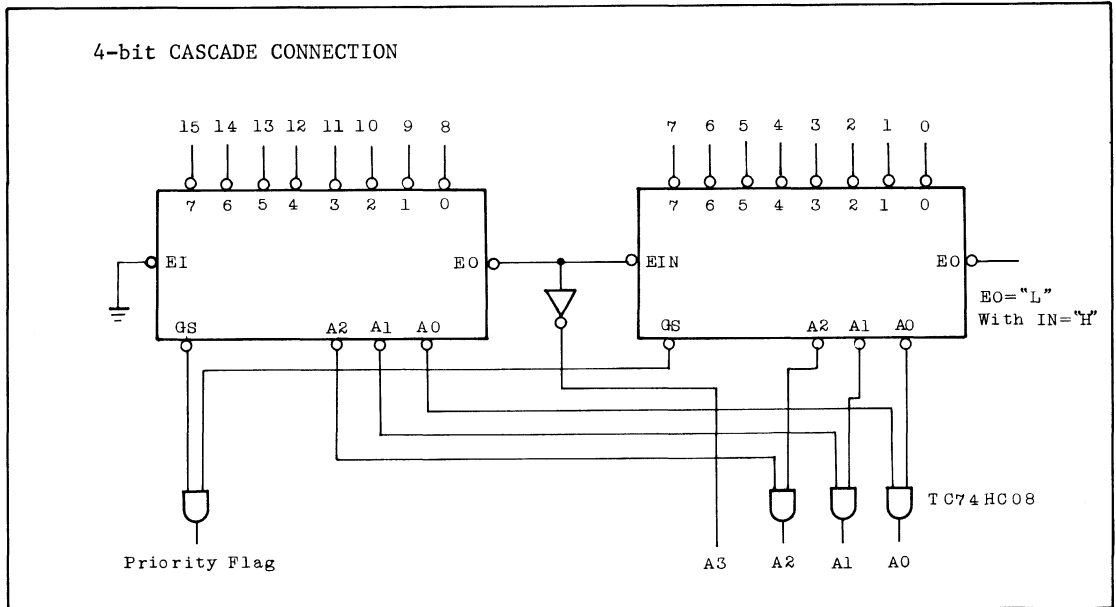 4-bit CASCADE CONNECTION
15 14 13 12 11 10 9 8
7 6 5 4 3 2 1 0
7 6 5 4 3 2 1 0
7 6 5 4 3 2 1 0
EI
EO
EIN
EO
EO="L"
With IN="H"
GS
A2 A1 A0
GS
A2 A1 A0
TC74HC08
Priority Flag
A3 A2 A1 A0